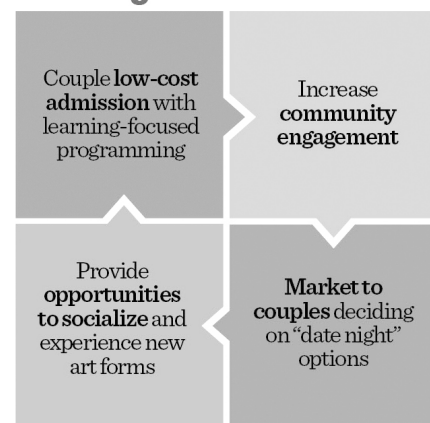 Couple low-cost
admission with
learning-focused
programming
Increase
community
engagement
Market to
couples deciding
on “date night”
options
Provide
opportunities
to socialize and
experience new
art forms